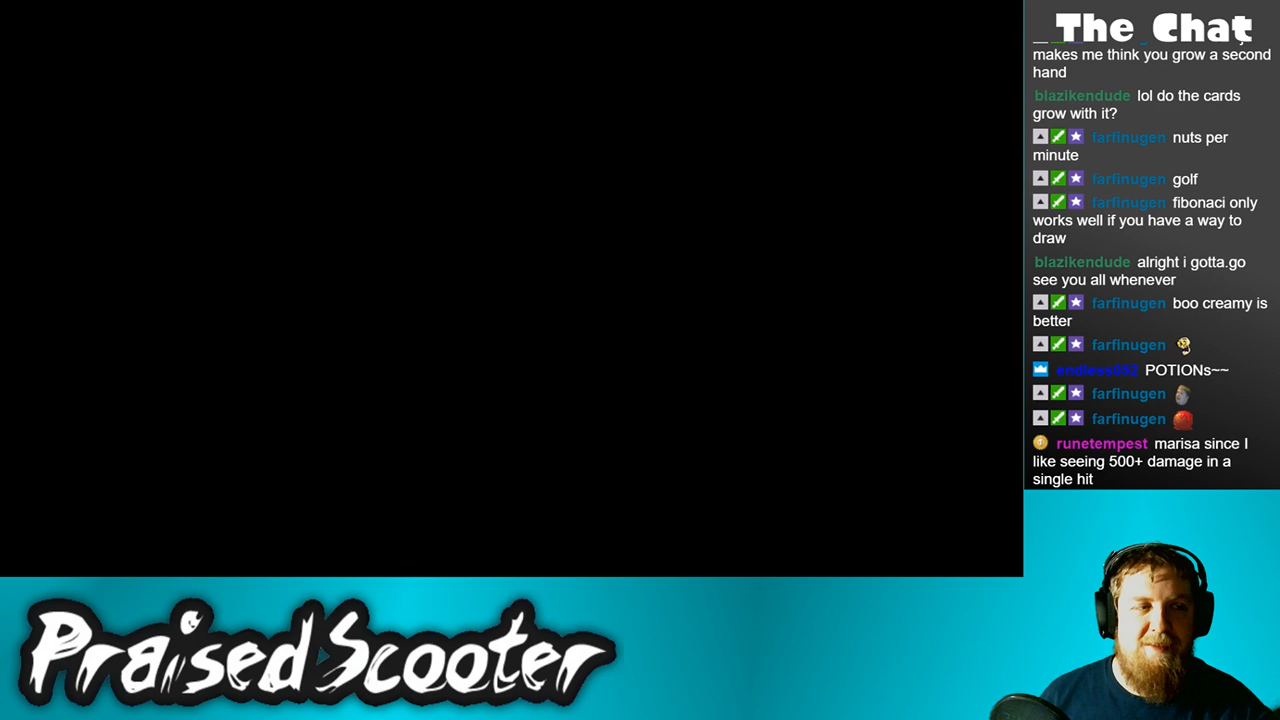 The Chat
makes me think you grow a second
hand
blazikendude lol do the cards
grow with it?
farfinugen nuts per
minute
farfinugen golf
farfinugen fibonaci only
works well if you have a way to
draw
blazikendude alright i gotta.go
see you all whenever
farfinugen boo creamy is
better
farfinugen
endless052 POTIONs~~
farfinugen
farfinugen
runetempest marisa since I
like seeing 500+ damage in a
single hit
PraisedScooter